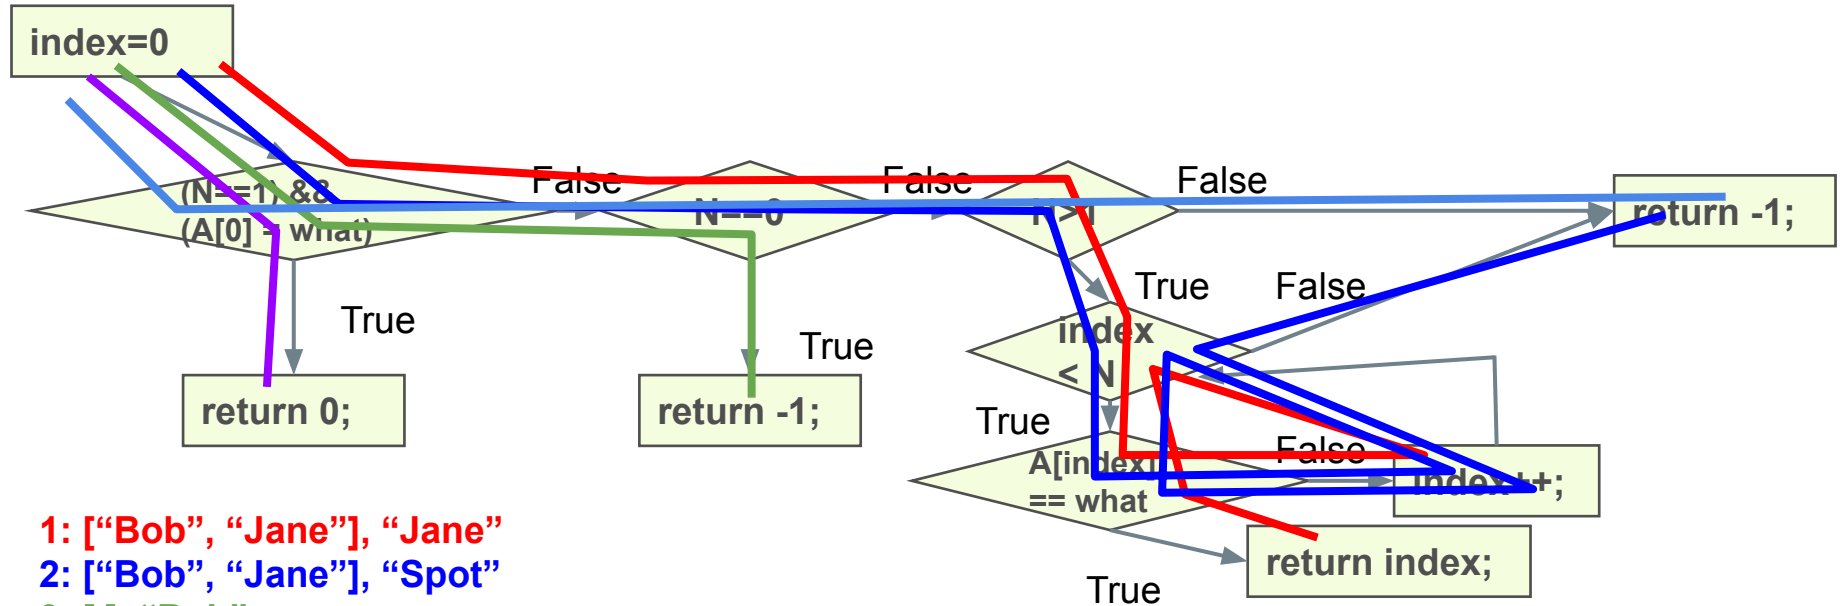 index=0
(N==1) &&
(A[0] = what)
False
N==0
False
N>1
False
return -1;
True
True
True
False
index
< N
return 0;
return -1;
True
A[index]
== what
False
index++;
True
return index;
1: [“Bob”, “Jane”], “Jane”
2: [“Bob”, “Jane”], “Spot”